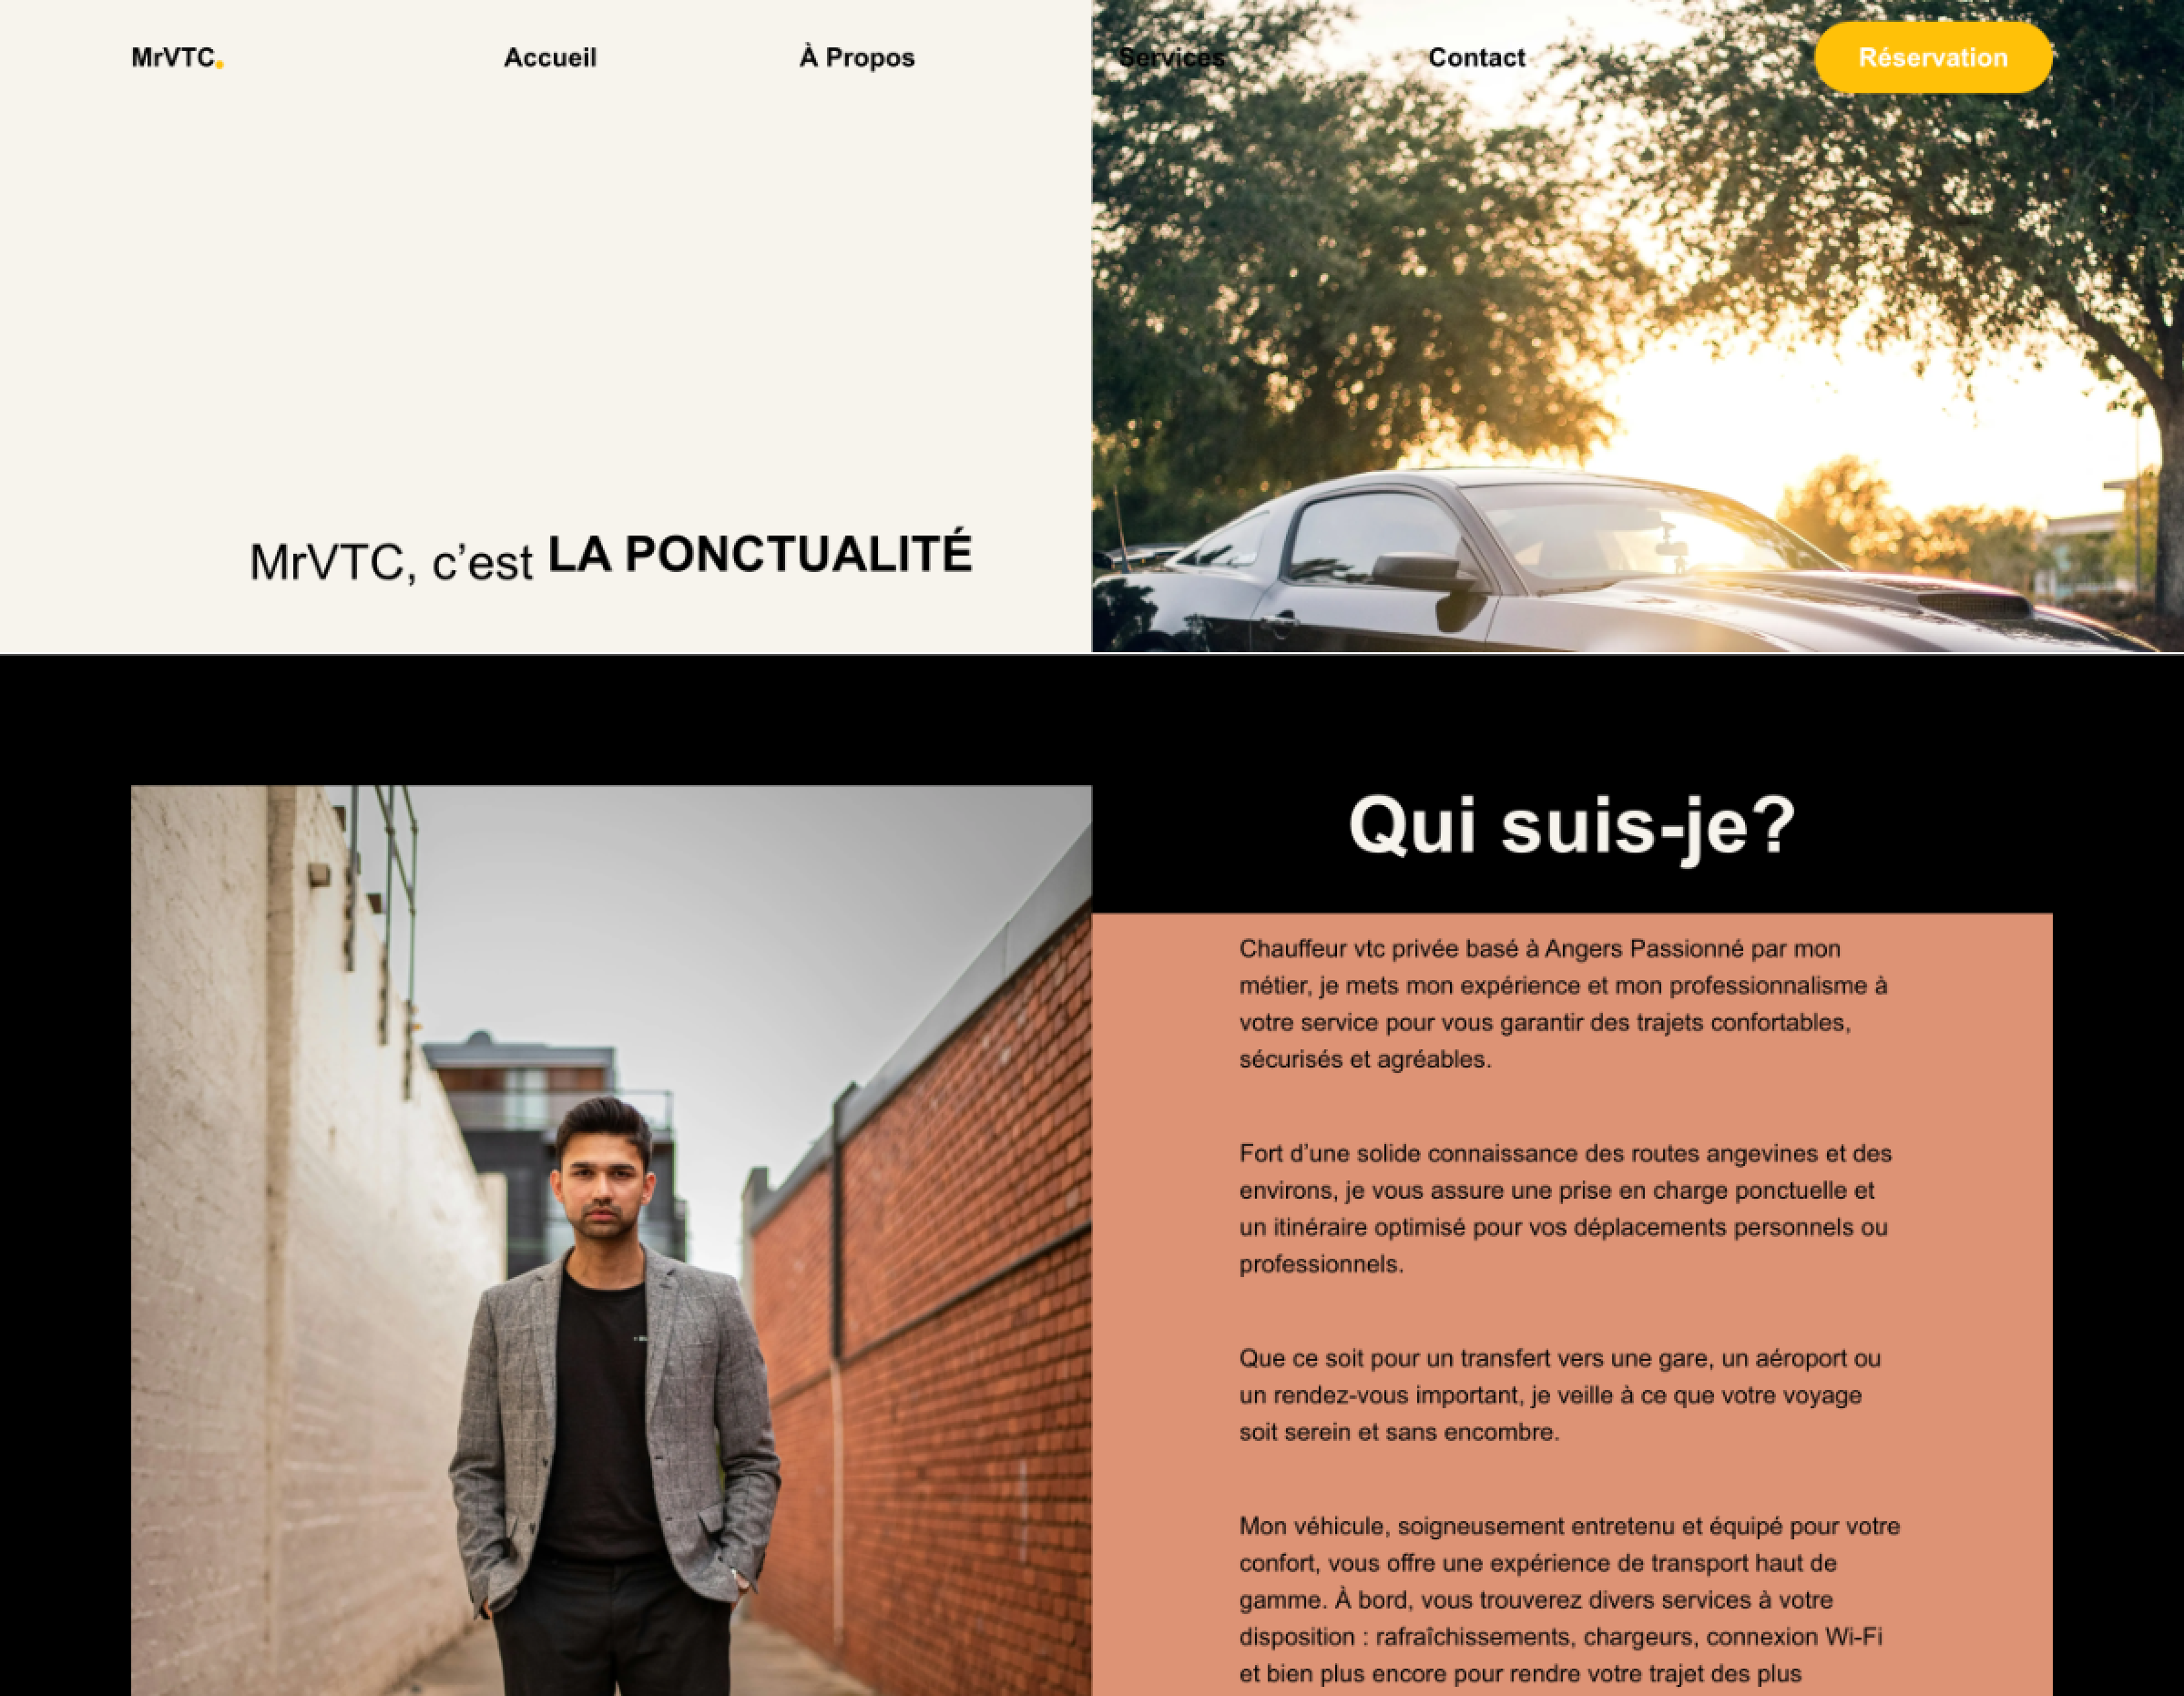 MrVTC.
Accueil
À Propos
Services
Contact
Réservation
MrVTC, c’est LA PONCTUALITÉ
Qui suis-je?
Chauffeur vtc privée basé à Angers Passionné par mon
métier, je mets mon expérience et mon professionnalisme à
votre service pour vous garantir des trajets confortables,
sécurisés et agréables.
Fort d’une solide connaissance des routes angevines et des
environs, je vous assure une prise en charge ponctuelle et
un itinéraire optimisé pour vos déplacements personnels ou
professionnels.
Que ce soit pour un transfert vers une gare, un aéroport ou
un rendez-vous important, je veille à ce que votre voyage
soit serein et sans encombre.
Mon véhicule, soigneusement entretenu et équipé pour votre
confort, vous offre une expérience de transport haut de
gamme. À bord, vous trouverez divers services à votre
disposition : rafraîchissements, chargeurs, connexion Wi-Fi
et bien plus encore pour rendre votre trajet des plus